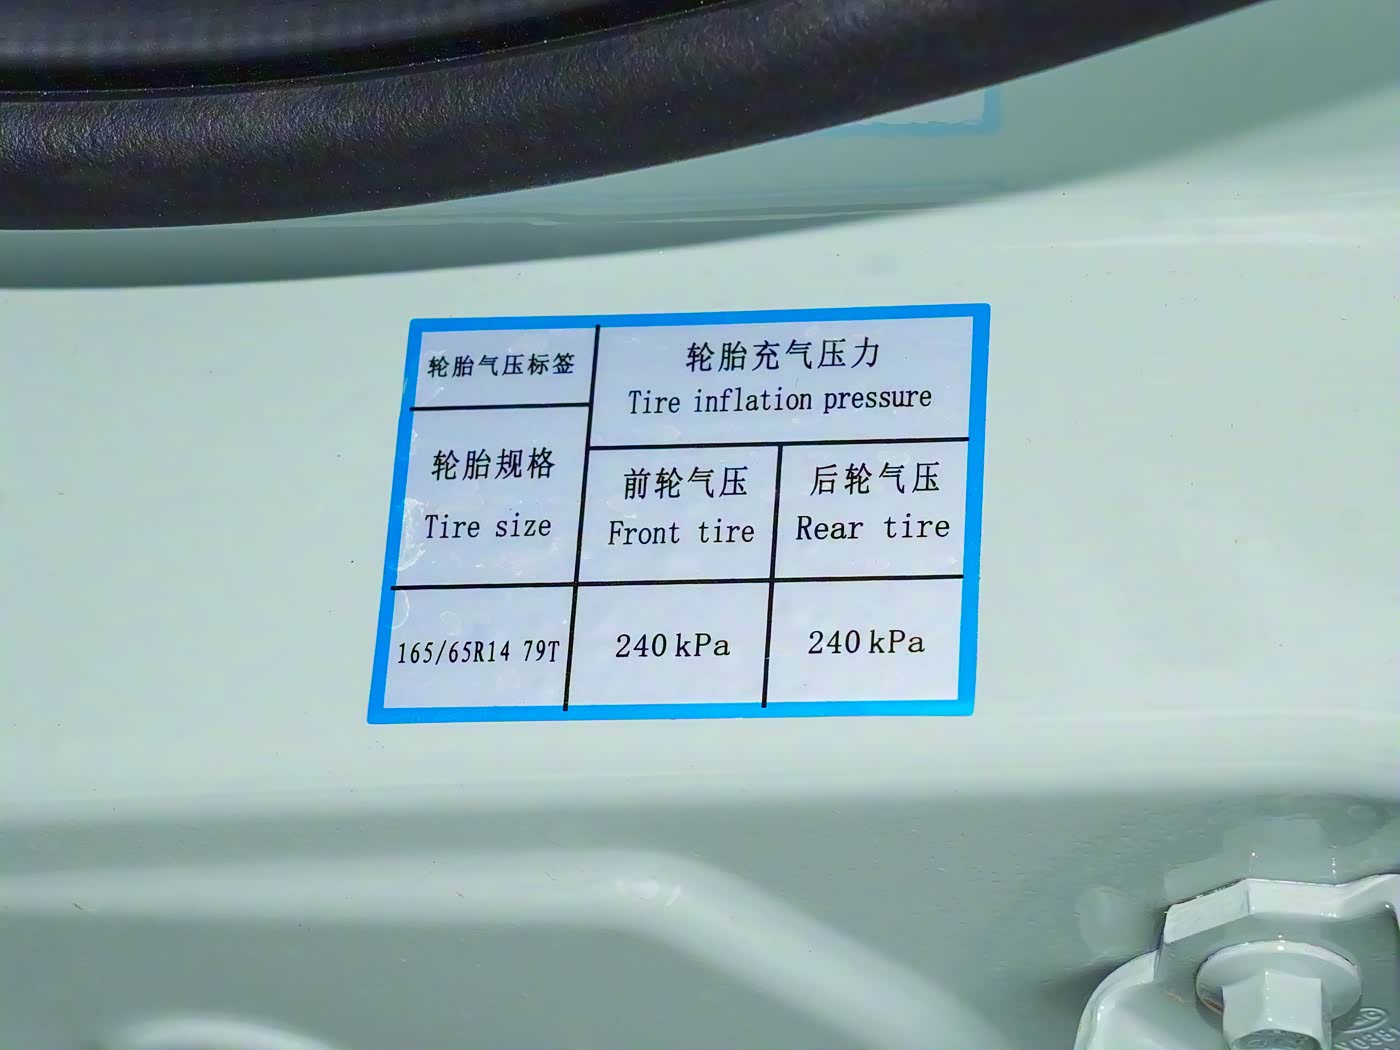 轮胎气压标签
轮胎充气压力
Tire inflation pressure
轮胎规格
Tire size
前轮气压
Front tire
后轮气压
Rear tire
165/65R14 79T
240 kPa
240 kPa